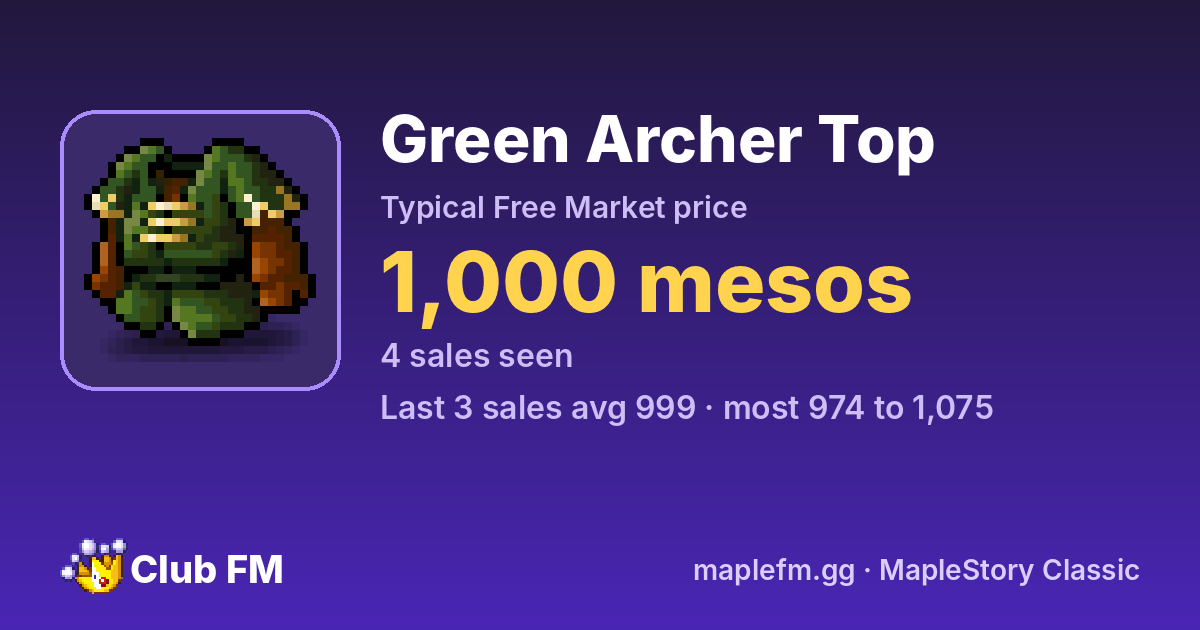 Green Archer Top
Typical Free Market price
1,000 mesos
4 sales seen
Last 3 sales avg 999 · most 974 to 1,075
Club FM
maplefm.gg · MapleStory Classic